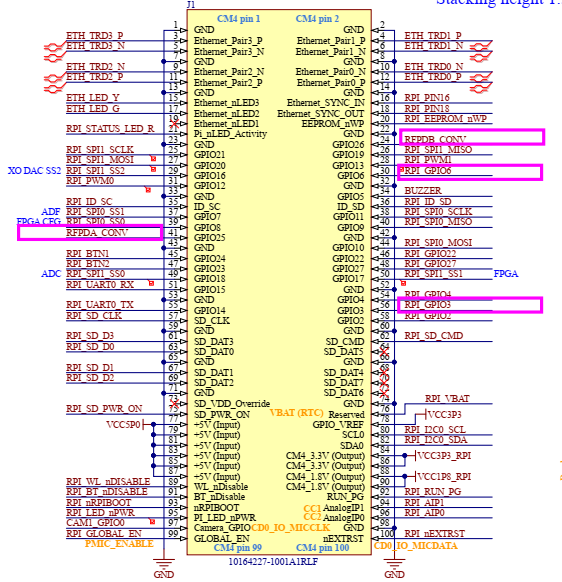 Stacking height 1.
J1
CM4 pin 1 CM4 pin 2
1 GND GND 2
ETH_TRD3_P 3 Ethernet_Pair3_P Ethernet_Pair1_P 4 ETH_TRD1_P
ETH_TRD3_N 5 Ethernet_Pair3_N Ethernet_Pair1_N 6 ETH_TRD1_N
7 GND GND 8
ETH_TRD2_N 9 Ethernet_Pair2_N Ethernet_Pair0_N 10 ETH_TRD0_N
ETH_TRD2_P 11 Ethernet_Pair2_P Ethernet_Pair0_P 12 ETH_TRD0_P
13 GND GND 14
ETH_LED_Y 15 Ethernet_nLED3 Ethernet_SYNC_IN 16 RPI_PIN16
ETH_LED_G 17 Ethernet_nLED2 Ethernet_SYNC_OUT 18 RPI_PIN18
19 Ethernet_nLED1 EEPROM_nWP 20 RPI_EEPROM_nWP
RPI_STATUS_LED_R 21 Pi_nLED_Activity GND 22
23 GND GPIO26 24 RFPDB_CONV
RPI_SPI1_SCLK 25 GPIO21 GPIO19 26 RPI_SPI1_MISO
RPI_SPI1_MOSI 27 GPIO20 GPIO13 28 RPI_PWM1
XO DAC SS2 RPI_SPI1_SS2 29 GPIO16 GPIO6 30 RPI_GPIO6
RPI_PWM0 31 GPIO12 GND 32
33 GND GPIO5 34 BUZZER
RPI_ID_SC 35 ID_SC ID_SD 36 RPI_ID_SD
ADF RPI_SPI0_SS1 37 GPIO7 GPIO11 38 RPI_SPI0_SCLK
FPGA CFG RPI_SPI0_SS0 39 GPIO8 GPIO9 40 RPI_SPI0_MISO
RFPDA_CONV 41 GPIO25 GND 42
43 GND GPIO10 44 RPI_SPI0_MOSI
RPI_BTN1 45 GPIO24 GPIO22 46 RPI_GPIO22
RPI_BTN2 47 GPIO23 GPIO27 48 RPI_GPIO27
ADC RPI_SPI1_SS0 49 GPIO18 GPIO17 50 RPI_SPI1_SS1 FPGA
RPI_UART0_RX 51 GPIO15 GND 52
53 GND GPIO4 54 RPI_GPIO4
RPI_UART0_TX 55 GPIO14 GPIO3 56 RPI_GPIO3
RPI_SD_CLK 57 SD_CLK GPIO2 58 RPI_GPIO2
59 GND GND 60
RPI_SD_D3 61 SD_DAT3 SD_CMD 62 RPI_SD_CMD
RPI_SD_D0 63 SD_DAT0 SD_DAT5 64
65 GND GND 66
RPI_SD_D1 67 SD_DAT1 SD_DAT4 68
RPI_SD_D2 69 SD_DAT2 SD_DAT7 70
71 GND SD_DAT6 72
73 SD_VDD_Override GND 74 RPI_VBAT
RPI_SD_PWR_ON 75 SD_PWR_ON VBAT (RTC) Reserved 76
VCC5P0 77 +5V (Input) GPIO_VREF 78 VCC3P3
79 +5V (Input) SCL0 80 RPI_I2C0_SCL
81 +5V (Input) SDA0 82 RPI_I2C0_SDA
83 +5V (Input) CM4_3.3V (Output) 84 VCC3P3_RPI
85 +5V (Input) CM4_3.3V (Output) 86
87 +5V (Input) CM4_1.8V (Output) 88 VCC1P8_RPI
RPI_WL_nDISABLE 89 WL_nDisable CM4_1.8V (Output) 90
RPI_BT_nDISABLE 91 BT_nDisable RUN_PG 92 RPI_RUN_PG
RPI_nRPIBOOT 93 nRPIBOOT CC1 AnalogIP1 94 RPI_AIP1
RPI_LED_nPWR 95 PI_LED_nPWR CC2 AnalogIP0 96 RPI_AIP0
CAM1_GPIO0 97 Camera_GPIO CD0_IO_MICCLK GND 98
RPI_GLOBAL_EN 99 GLOBAL_EN nEXTRST 100 RPI_nEXTRST
PMIC_ENABLE CM4 pin 99 CM4 pin 100 CD0_IO_MICDATA
10164227-1001A1RLF
GND GND